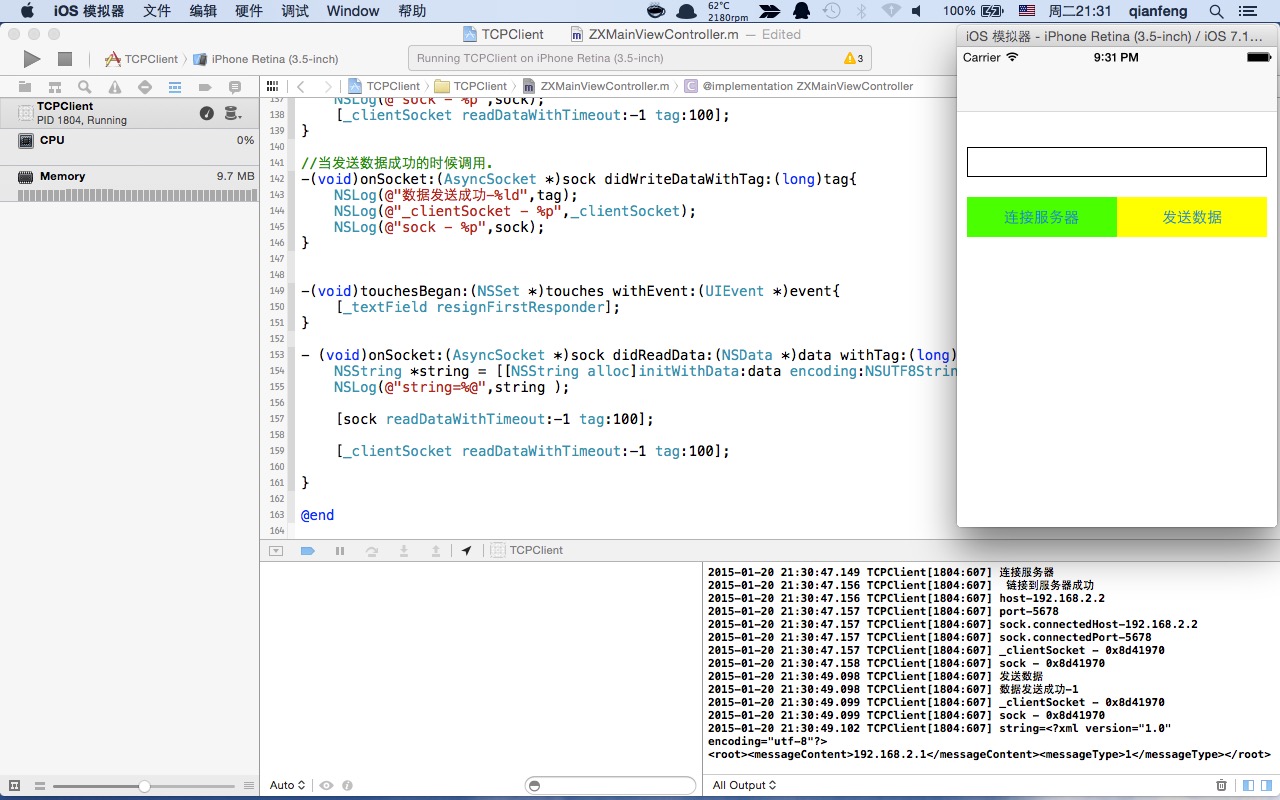 iOS 模拟器 文件 编辑 硬件 调试 Window 帮助 62°C 2180rpm 100% 周二21:31 qianfeng
TCPClient ZXMainViewController.m — Edited
TCPClient 〉 iPhone Retina (3.5-inch) Running TCPClient on iPhone Retina (3.5-inch) 3
TCPClient 〉 TCPClient 〉 ZXMainViewController.m 〉 C @implementation ZXMainViewController
TCPClient
PID 1804, Running
CPU 0%
Memory 9.7 MB
137 NSLog(@"sock - %p",sock);
138 [_clientSocket readDataWithTimeout:-1 tag:100];
139 }
140
141 //当发送数据成功的时候调用.
142 -(void)onSocket:(AsyncSocket *)sock didWriteDataWithTag:(long)tag{
143 NSLog(@"数据发送成功-%ld",tag);
144 NSLog(@"_clientSocket - %p",_clientSocket);
145 NSLog(@"sock - %p",sock);
146 }
147
148
149 -(void)touchesBegan:(NSSet *)touches withEvent:(UIEvent *)event{
150 [_textField resignFirstResponder];
151 }
152
153 - (void)onSocket:(AsyncSocket *)sock didReadData:(NSData *)data withTag:(long)
154 NSString *string = [[NSString alloc]initWithData:data encoding:NSUTF8Strin
155 NSLog(@"string=%@",string );
156
157 [sock readDataWithTimeout:-1 tag:100];
158
159 [_clientSocket readDataWithTimeout:-1 tag:100];
160
161 }
162
163 @end
164
iOS 模拟器 - iPhone Retina (3.5-inch) / iOS 7.1...
Carrier 9:31 PM
连接服务器 发送数据
TCPClient
2015-01-20 21:30:47.149 TCPClient[1804:607] 连接服务器
2015-01-20 21:30:47.156 TCPClient[1804:607] 链接到服务器成功
2015-01-20 21:30:47.156 TCPClient[1804:607] host-192.168.2.2
2015-01-20 21:30:47.157 TCPClient[1804:607] port-5678
2015-01-20 21:30:47.157 TCPClient[1804:607] sock.connectedHost-192.168.2.2
2015-01-20 21:30:47.157 TCPClient[1804:607] sock.connectedPort-5678
2015-01-20 21:30:47.157 TCPClient[1804:607] _clientSocket - 0x8d41970
2015-01-20 21:30:47.158 TCPClient[1804:607] sock - 0x8d41970
2015-01-20 21:30:49.098 TCPClient[1804:607] 发送数据
2015-01-20 21:30:49.098 TCPClient[1804:607] 数据发送成功-1
2015-01-20 21:30:49.099 TCPClient[1804:607] _clientSocket - 0x8d41970
2015-01-20 21:30:49.099 TCPClient[1804:607] sock - 0x8d41970
2015-01-20 21:30:49.102 TCPClient[1804:607] string=<?xml version="1.0"
encoding="utf-8"?>
<root><messageContent>192.168.2.1</messageContent><messageType>1</messageType></root>
Auto All Output